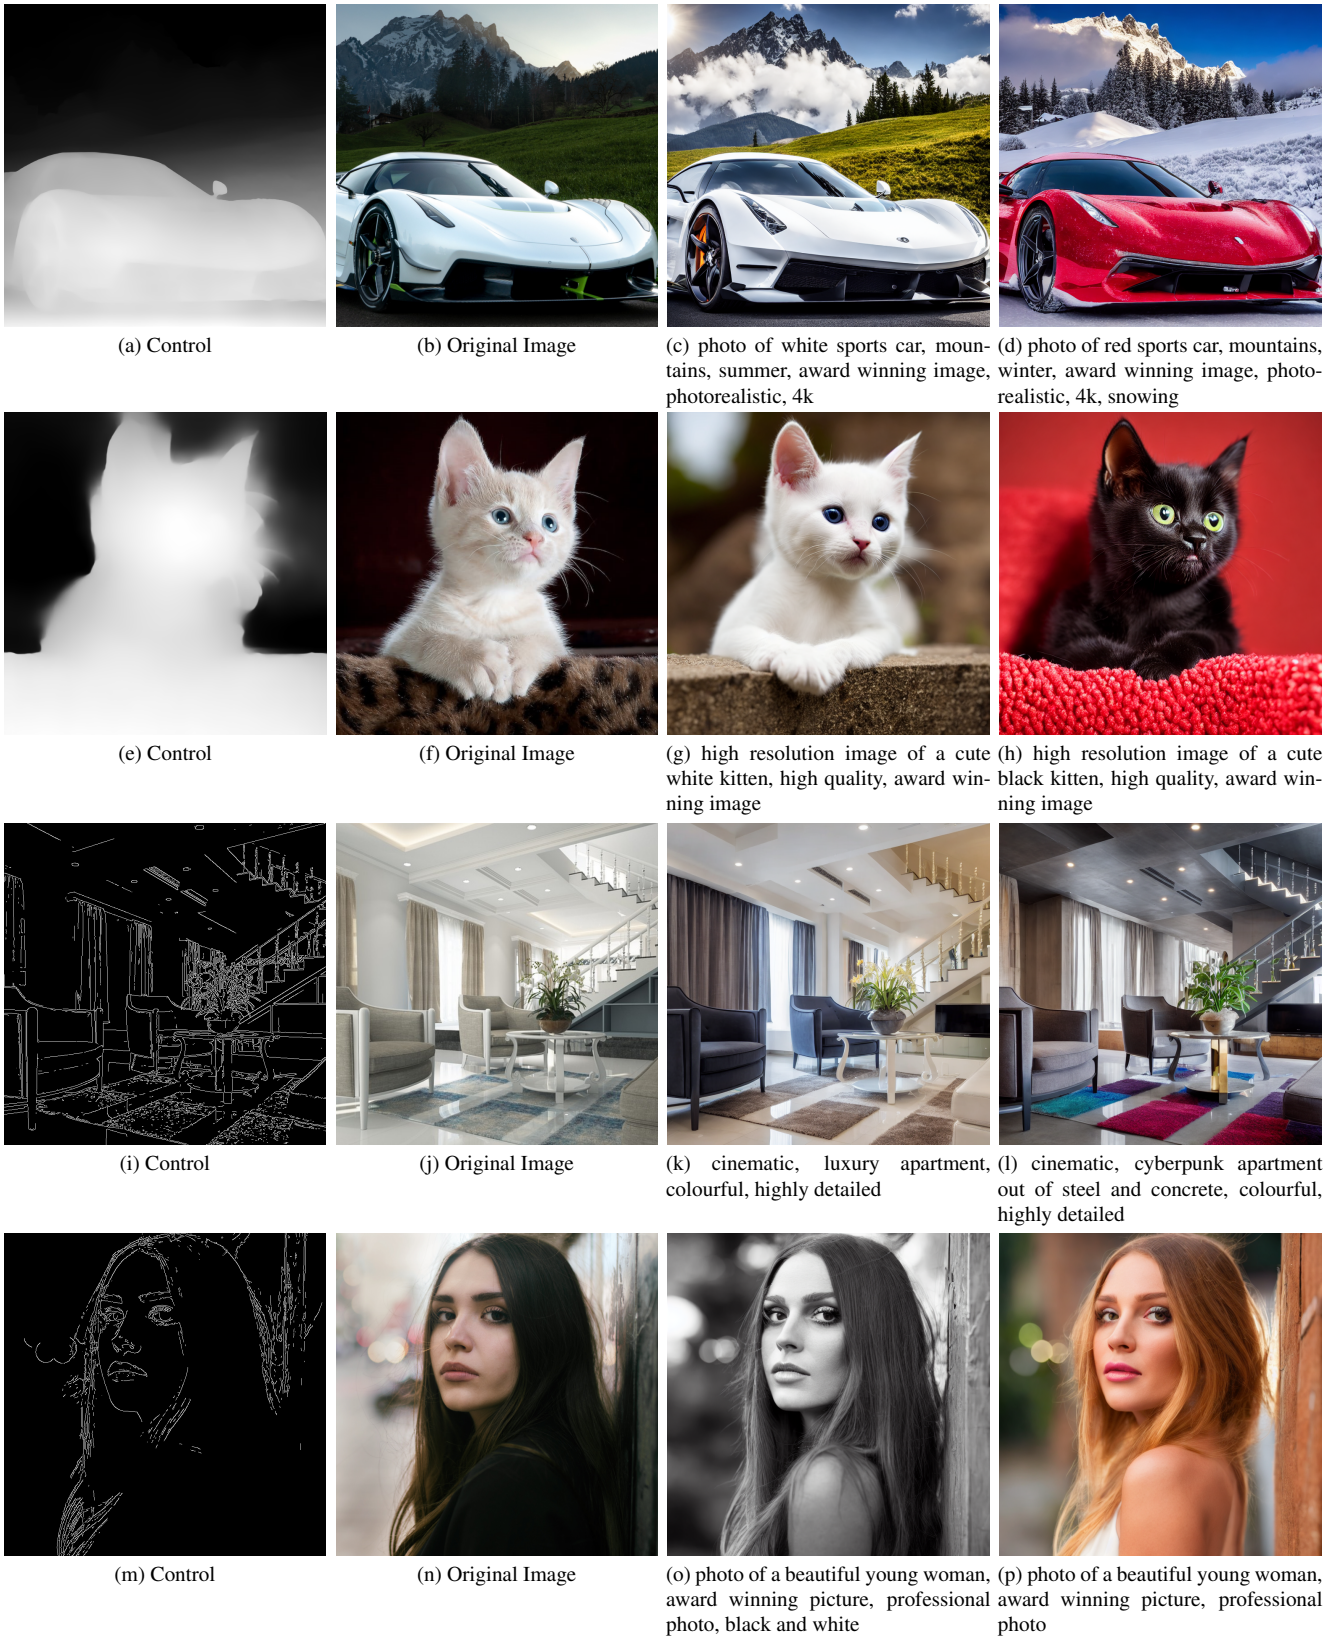 (a) Control
(b) Original Image
(c) photo of white sports car, moun-
tains, summer, award winning image,
photorealistic, 4k
(d) photo of red sports car, mountains,
winter, award winning image, photo-
realistic, 4k, snowing
(e) Control
(f) Original Image
(g) high resolution image of a cute
white kitten, high quality, award win-
ning image
(h) high resolution image of a cute
black kitten, high quality, award win-
ning image
(i) Control
(j) Original Image
(k) cinematic, luxury apartment,
colourful, highly detailed
(l) cinematic, cyberpunk apartment
out of steel and concrete, colourful,
highly detailed
(m) Control
(n) Original Image
(o) photo of a beautiful young woman,
award winning picture, professional
photo, black and white
(p) photo of a beautiful young woman,
award winning picture, professional
photo